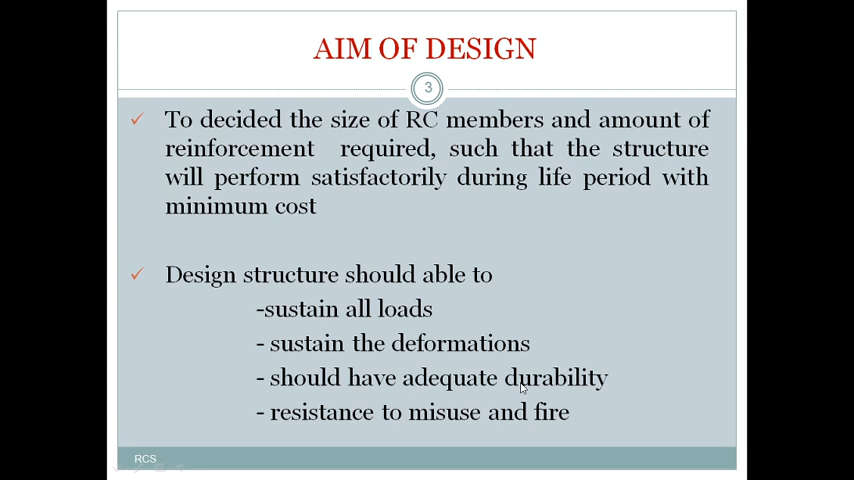 AIM OF DESIGN
3
To decided the size of RC members and amount of
reinforcement required, such that the structure
will perform satisfactorily during life period with
minimum cost
Design structure should able to
-sustain all loads
- sustain the deformations
- should have adequate durability
- resistance to misuse and fire
RCS